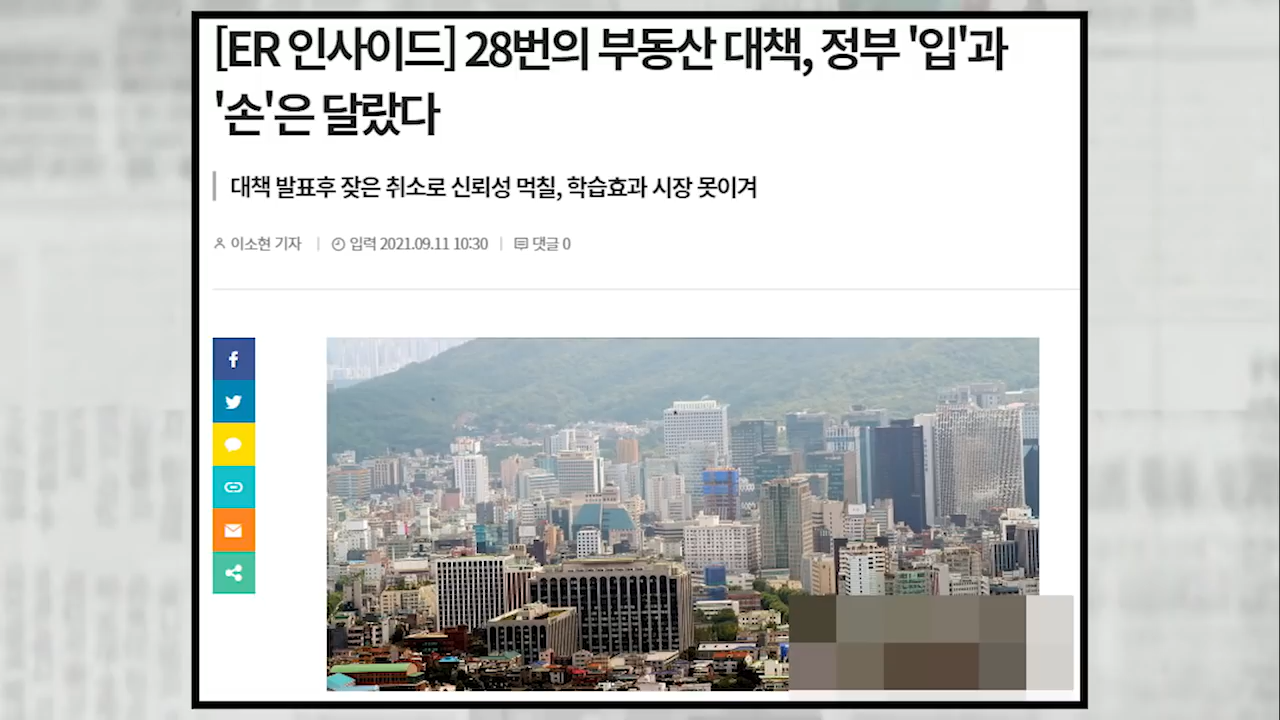 [ER 인사이드] 28번의 부동산 대책, 정부 '입'과
'손'은 달랐다
대책 발표후 잦은 취소로 신뢰성 먹칠, 학습효과 시장 못이겨
이소현 기자 | 입력 2021.09.11 10:30 | 댓글 0